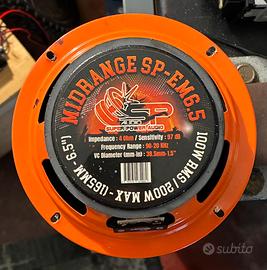 MIDRANGE SP-EM6.5
SP
SUPER POWER AUDIO
Impedance : 4 Ohm / Sensitivity : 97 dB
Frequency Range : 90-20 KHz
VC Diameter (mm-in) : 38.5mm-1.5"
100W RMS / 200W MAX - (165MM - 6.5")
subito